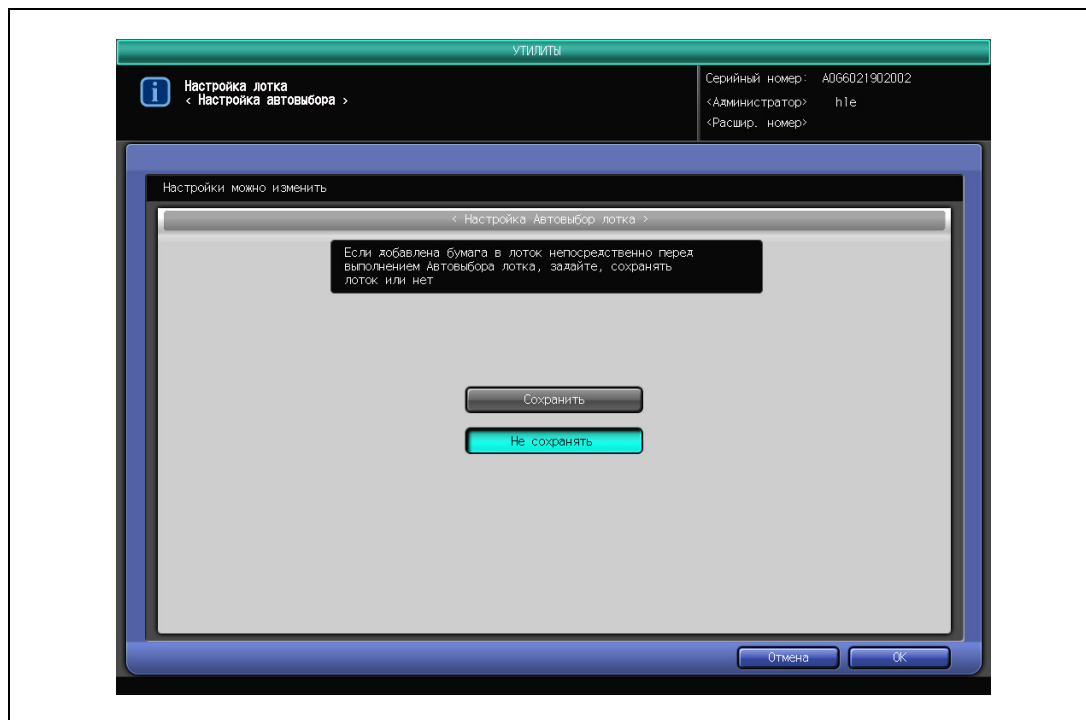 УТИЛИТЫ
Настройка лотка
< Настройка автовыбора >
Серийный номер: A0G6021902002
<Администратор> hle
<Расшир. номер>
Настройки можно изменить
< Настройка Автовыбор лотка >
Если добавлена бумага в лоток непосредственно перед
выполнением Автовыбора лотка, задайте, сохранять
лоток или нет
Сохранить
Не сохранять
Отмена
OK